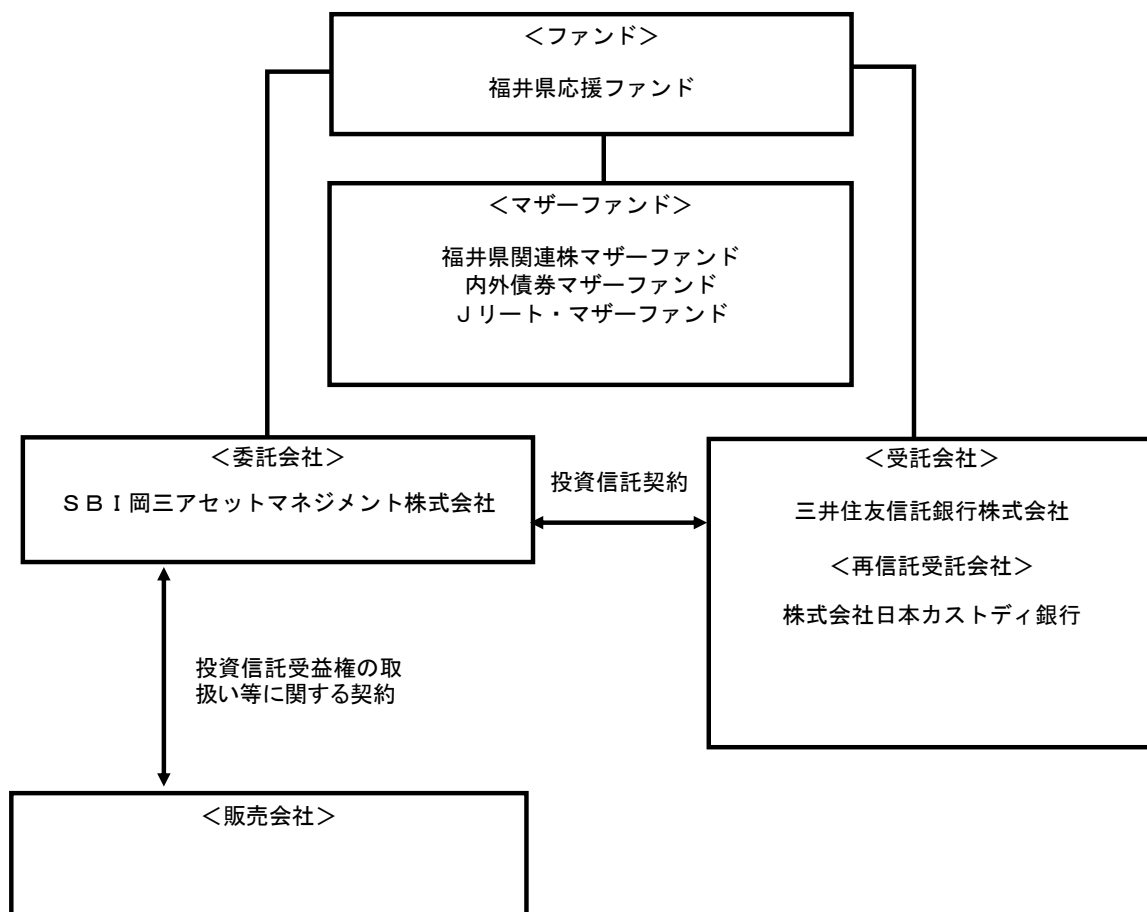 ＜ファンド＞
福井県応援ファンド
＜マザーファンド＞
福井県関連株マザーファンド
内外債券マザーファンド
Ｊリート・マザーファンド
＜委託会社＞
ＳＢＩ岡三アセットマネジメント株式会社
投資信託契約
＜受託会社＞
三井住友信託銀行株式会社
＜再信託受託会社＞
株式会社日本カストディ銀行
投資信託受益権の取
扱い等に関する契約
＜販売会社＞